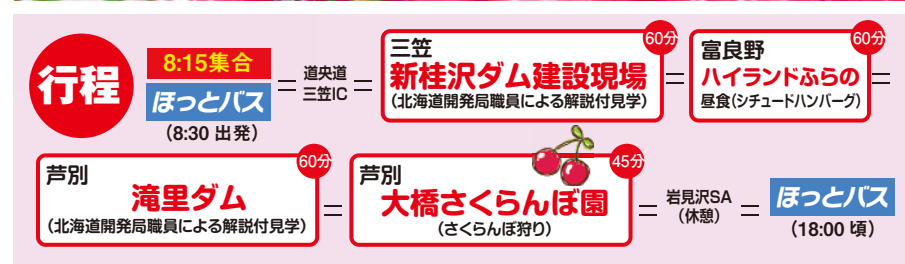 行程
8:15集合
ほっとバス
(8:30 出発)
道央道
三笠IC
60分
三笠
新桂沢ダム建設現場
(北海道開発局職員による解説付見学)
60分
富良野
ハイランドふらの
昼食(シチュードハンバーグ)
60分
芦別
滝里ダム
(北海道開発局職員による解説付見学)
45分
芦別
大橋さくらんぼ園
(さくらんぼ狩り)
岩見沢SA
(休憩)
ほっとバス
(18:00 頃)